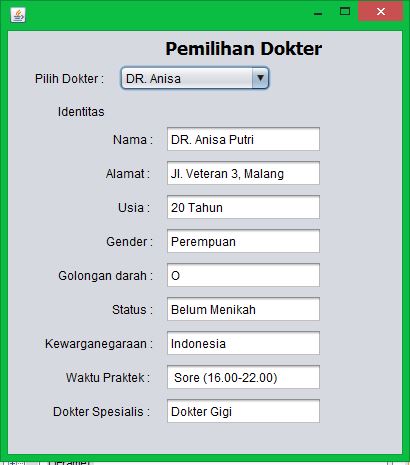 Pemilihan Dokter
Pilih Dokter : DR. Anisa
Identitas
Nama : DR. Anisa Putri
Alamat : Jl. Veteran 3, Malang
Usia : 20 Tahun
Gender : Perempuan
Golongan darah : O
Status : Belum Menikah
Kewarganegaraan : Indonesia
Waktu Praktek : Sore (16.00-22.00)
Dokter Spesialis : Dokter Gigi